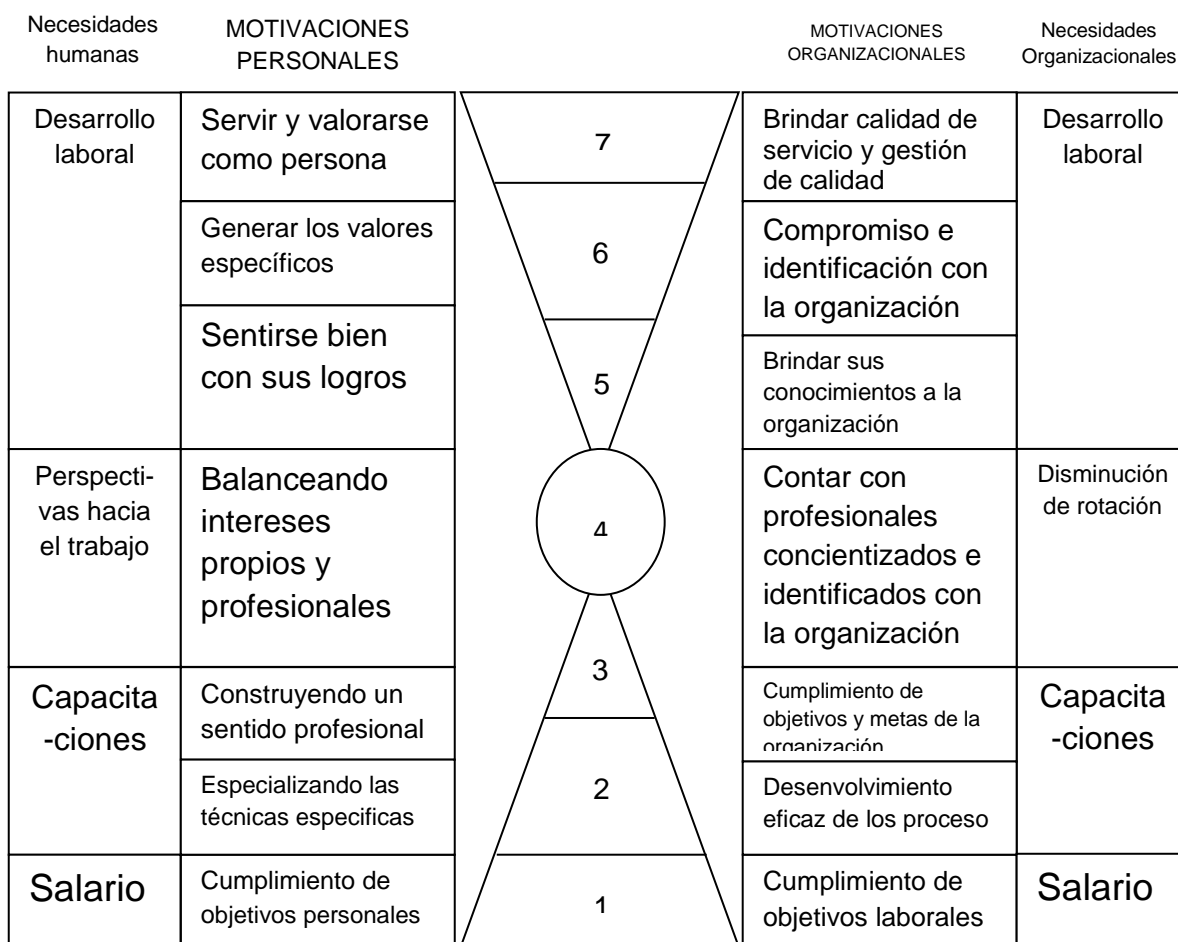 Necesidades
humanas
MOTIVACIONES
PERSONALES
MOTIVACIONES
ORGANIZACIONALES
Necesidades
Organizacionales
Desarrollo
laboral
Servir y valorarse
como persona
7
Brindar calidad de
servicio y gestión
de calidad
Desarrollo
laboral
Generar los valores
específicos
6
Compromiso e
identificación con
la organización
Sentirse bien
con sus logros
5
Brindar sus
conocimientos a la
organización
Perspecti-
vas hacia
el trabajo
Balanceando
intereses
propios y
profesionales
4
Contar con
profesionales
concientizados e
identificados con
la organización
Disminución
de rotación
Capacita
-ciones
Construyendo un
sentido profesional
3
Cumplimiento de
objetivos y metas de la
organización
Capacita
-ciones
Especializando las
técnicas especificas
2
Desenvolvimiento
eficaz de los proceso
Salario
Cumplimiento de
objetivos personales
1
Cumplimiento de
objetivos laborales
Salario